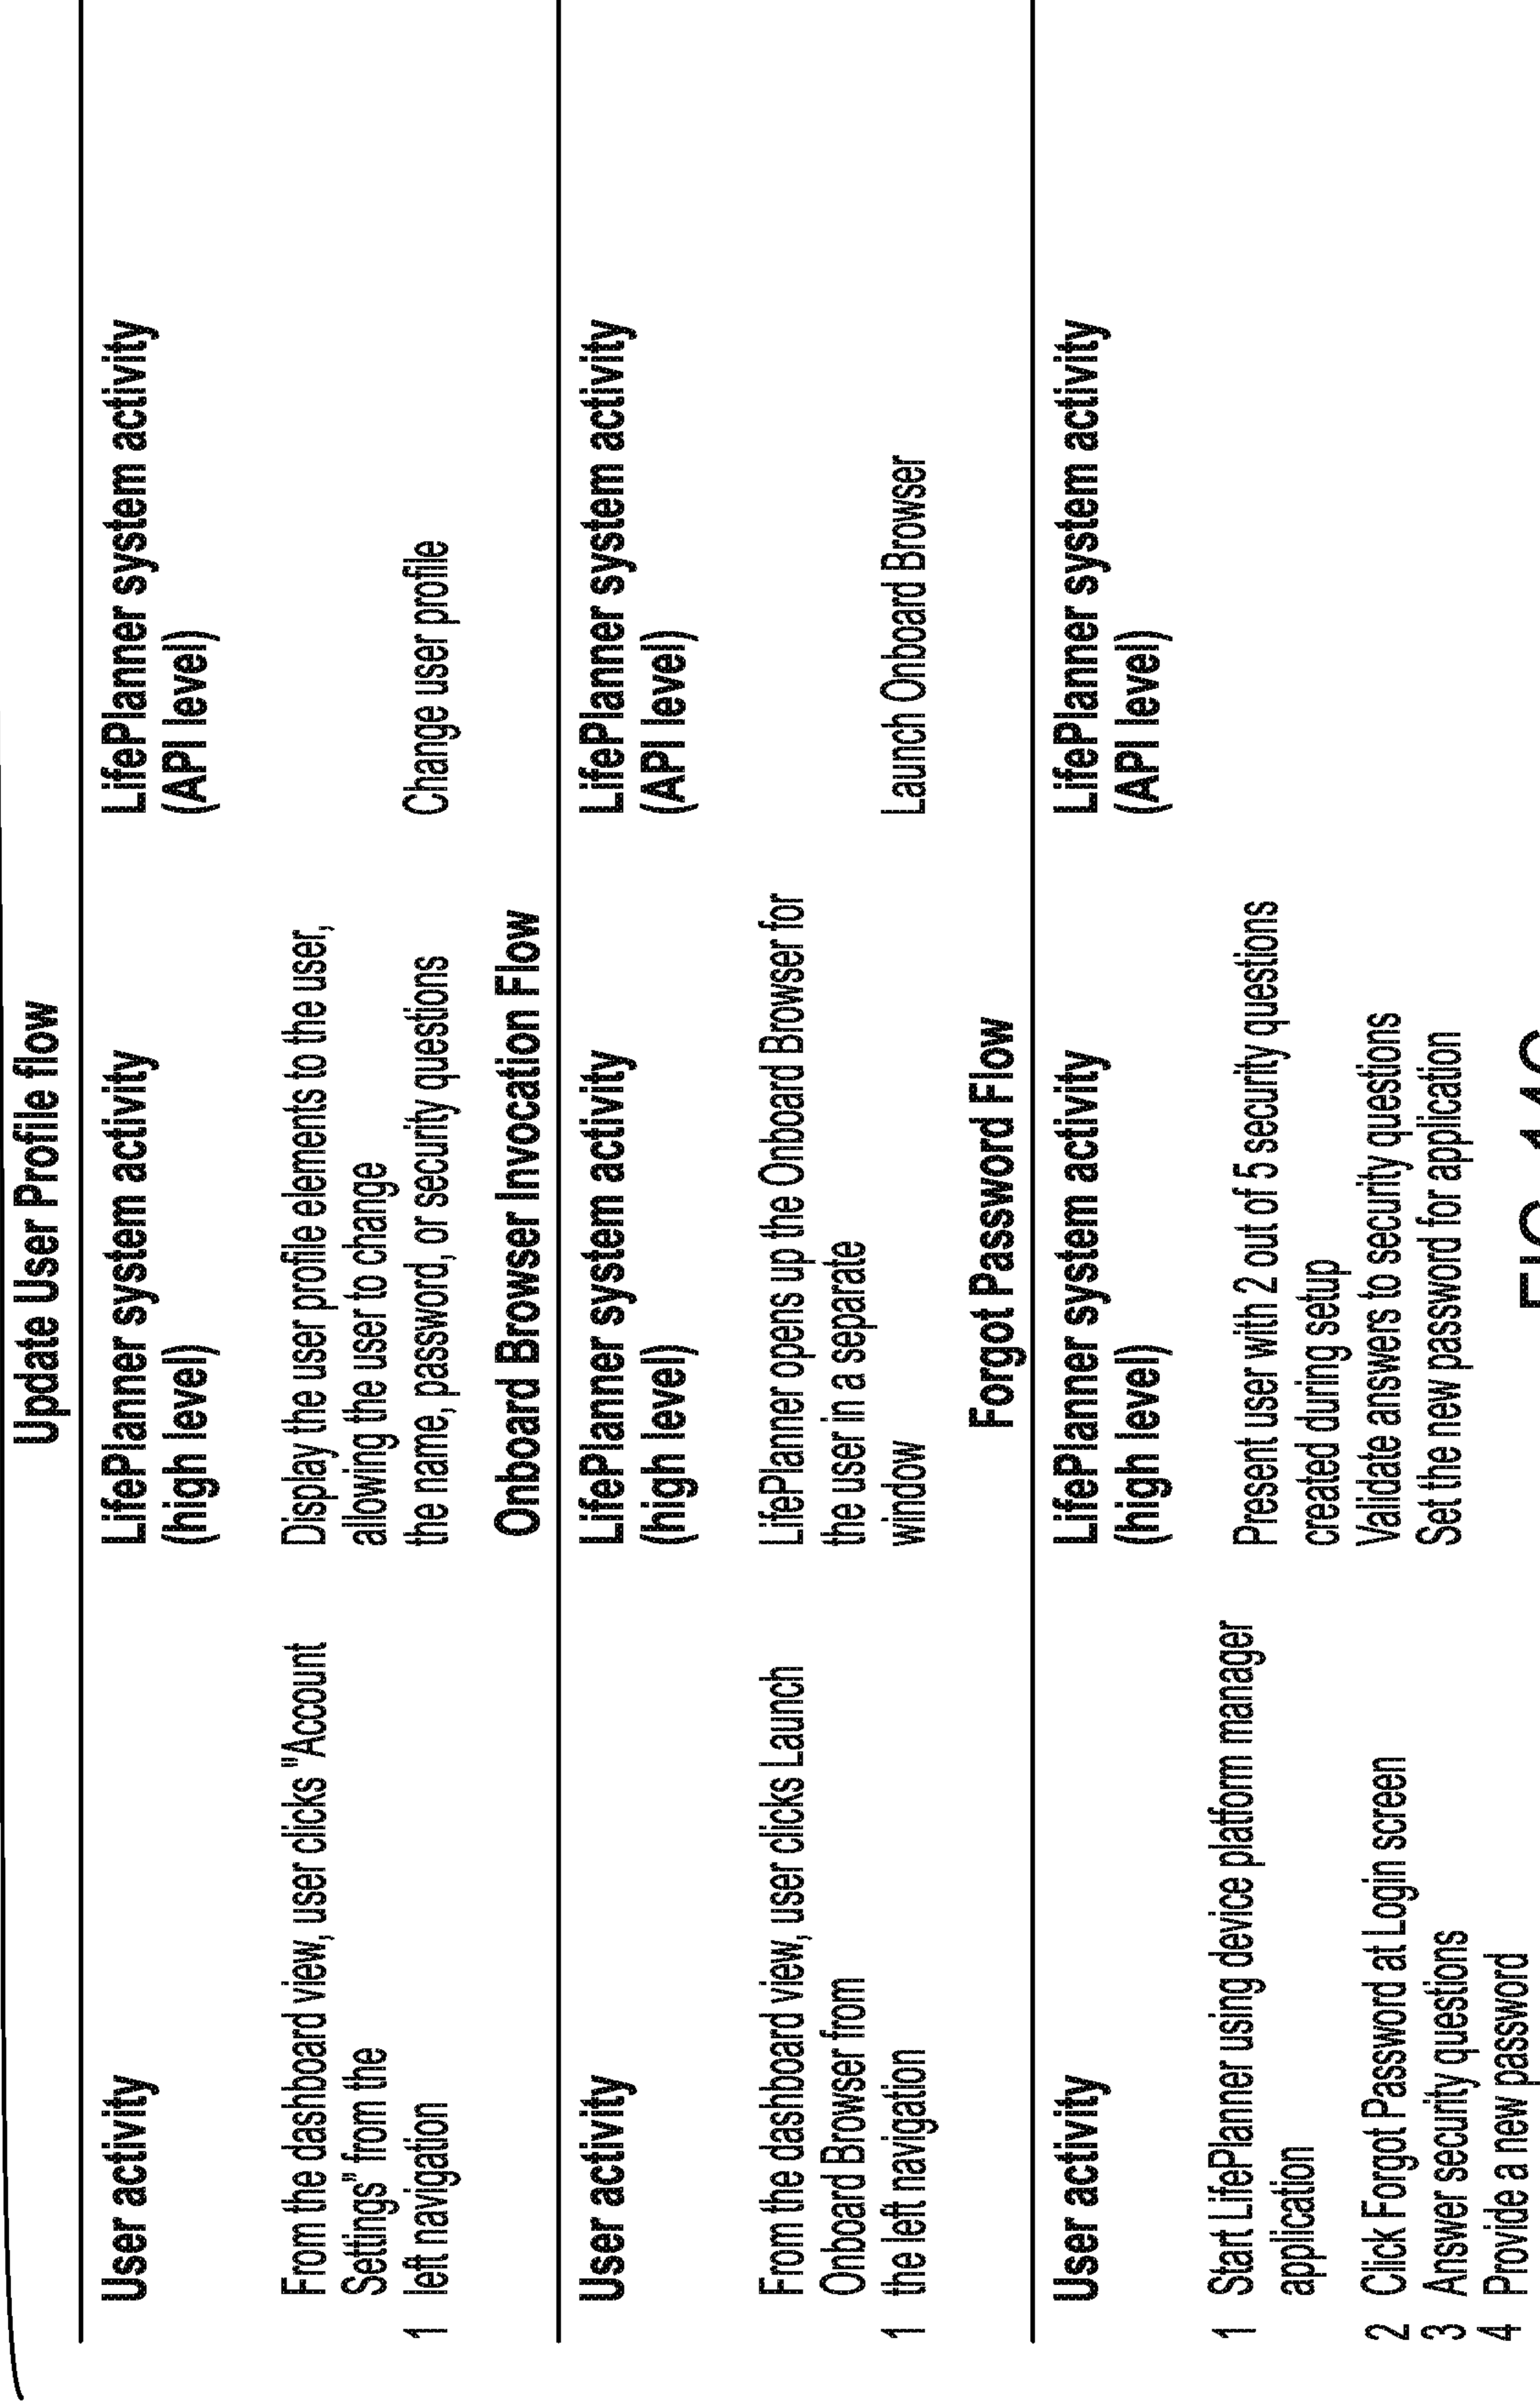 Update User Profile flow
User activity
LifePlanner system activity
(high level)
LifePlanner system activity
(API level)
From the dashboard view, user clicks "Account
Settings" from the
1 left navigation
Display the user profile elements to the user,
allowing the user to change
the name, password, or security questions
Change user profile
Onboard Browser Invocation Flow
User activity
LifePlanner system activity
(high level)
LifePlanner system activity
(API level)
From the dashboard view, user clicks Launch
Onboard Browser from
1 the left navigation
LifePlanner opens up the Onboard Browser for
the user in a separate
window
Launch Onboard Browser
Forgot Password Flow
User activity
LifePlanner system activity
(high level)
LifePlanner system activity
(API level)
1 Start LifePlanner using device platform manager
application
2 Click Forgot Password at Login screen
3 Answer security questions
4 Provide a new password
Present user with 2 out of 5 security questions
created during setup
Validate answers to security questions
Set the new password for application